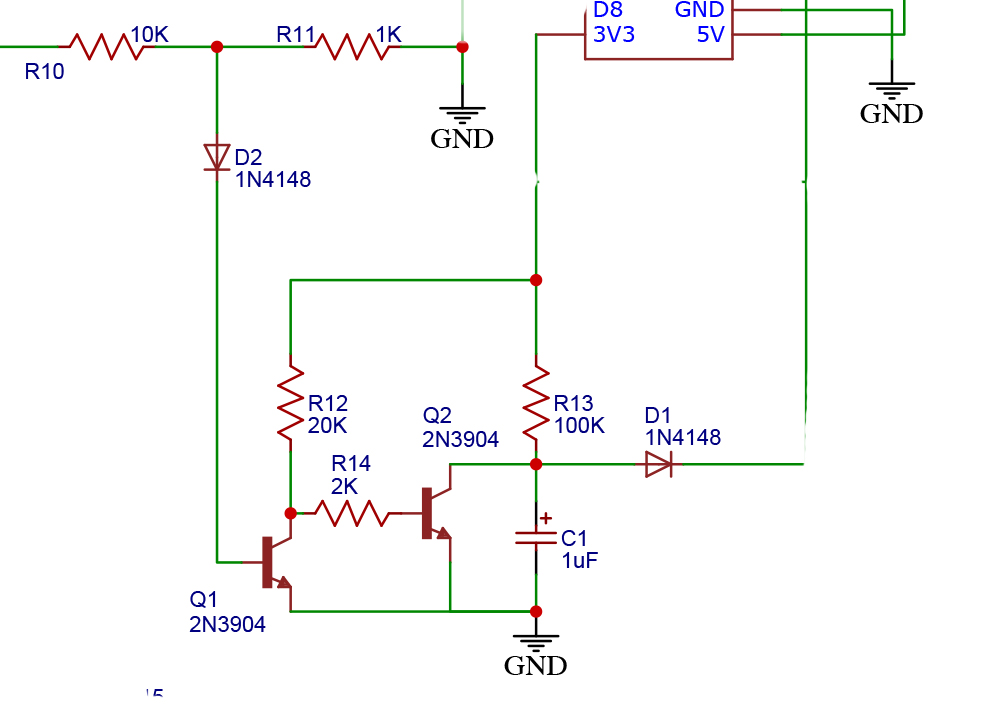 D8 GND
3V3 5V
10K R11 1K
R10
GND
GND
D2
1N4148
R12
20K
Q2
2N3904
R13
100K
D1
1N4148
R14
2K
+
C1
1uF
Q1
2N3904
GND